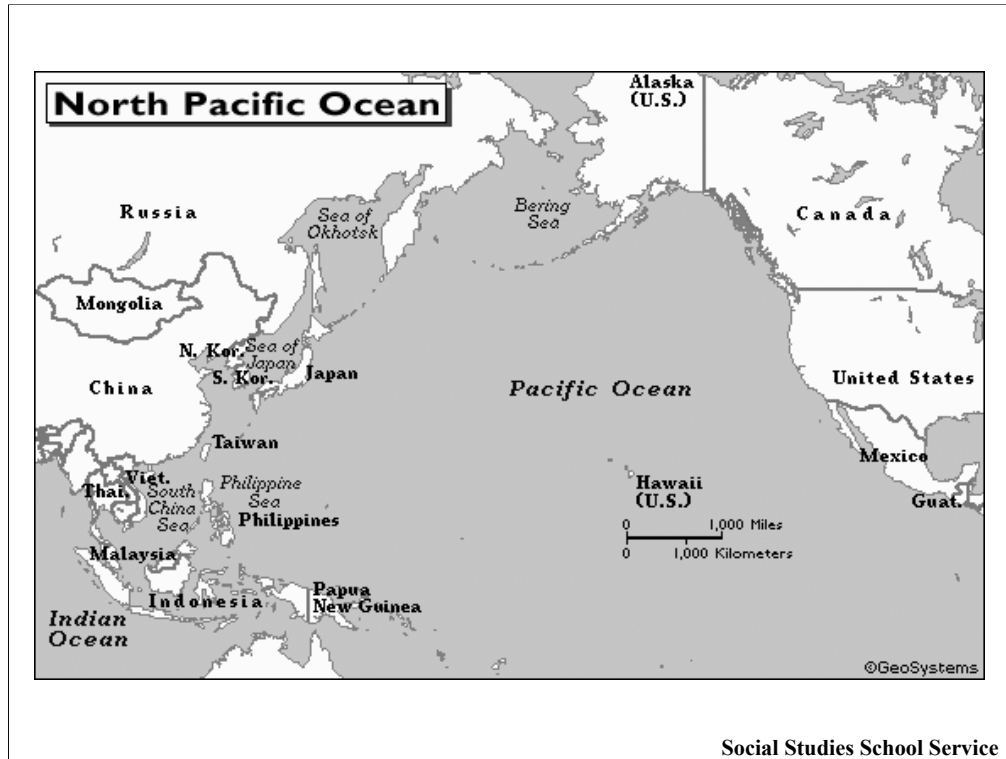 North Pacific Ocean
Alaska
(U.S.)
Russia
Sea of
Okhotsk
Bering
Sea
Canada
Mongolia
N. Kor.
Sea of
Japan
S. Kor.
Japan
China
Pacific Ocean
United States
Taiwan
Mexico
Viet.
Thai.
South
China
Sea
Philippine
Sea
Philippines
Hawaii
(U.S.)
Guat.
0 1,000 Miles
0 1,000 Kilometers
Malaysia
Indonesia
Papua
New Guinea
Indian
Ocean
©GeoSystems
Social Studies School Service